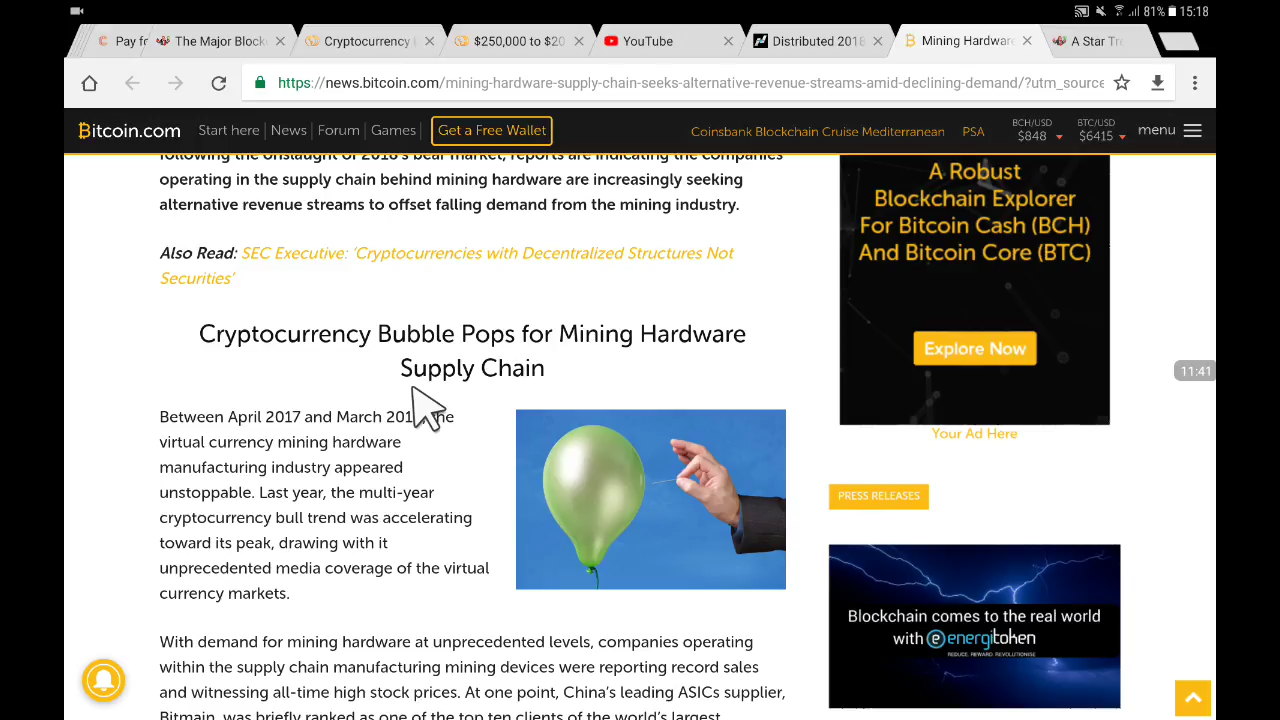 81% 15:18
Pay fo
The Major Block
Cryptocurrency
$250,000 to $20
YouTube
Distributed 2018
Mining Hardware
A Star Tre
https://news.bitcoin.com/mining-hardware-supply-chain-seeks-alternative-revenue-streams-amid-declining-demand/?utm_source
Bitcoin.com
Start here
News
Forum
Games
Get a Free Wallet
Coinsbank Blockchain Cruise Mediterranean
PSA
BCH/USD
$848
BTC/USD
$6415
menu
following the onslaught of 2018's bear market, reports are indicating the companies
operating in the supply chain behind mining hardware are increasingly seeking
alternative revenue streams to offset falling demand from the mining industry.
Also Read: SEC Executive: ‘Cryptocurrencies with Decentralized Structures Not
Securities’
Cryptocurrency Bubble Pops for Mining Hardware
Supply Chain
Between April 2017 and March 201 he
virtual currency mining hardware
manufacturing industry appeared
unstoppable. Last year, the multi-year
cryptocurrency bull trend was accelerating
toward its peak, drawing with it
unprecedented media coverage of the virtual
currency markets.
With demand for mining hardware at unprecedented levels, companies operating
within the supply chain manufacturing mining devices were reporting record sales
and witnessing all-time high stock prices. At one point, China’s leading ASICs supplier,
Bitmain, was briefly ranked as one of the top ten clients of the world’s largest
A Robust
Blockchain Explorer
For Bitcoin Cash (BCH)
And Bitcoin Core (BTC)
Explore Now
Your Ad Here
11:41
PRESS RELEASES
Blockchain comes to the real world
with energitoken
REDUCE, REWARD, REVOLUTIONISE